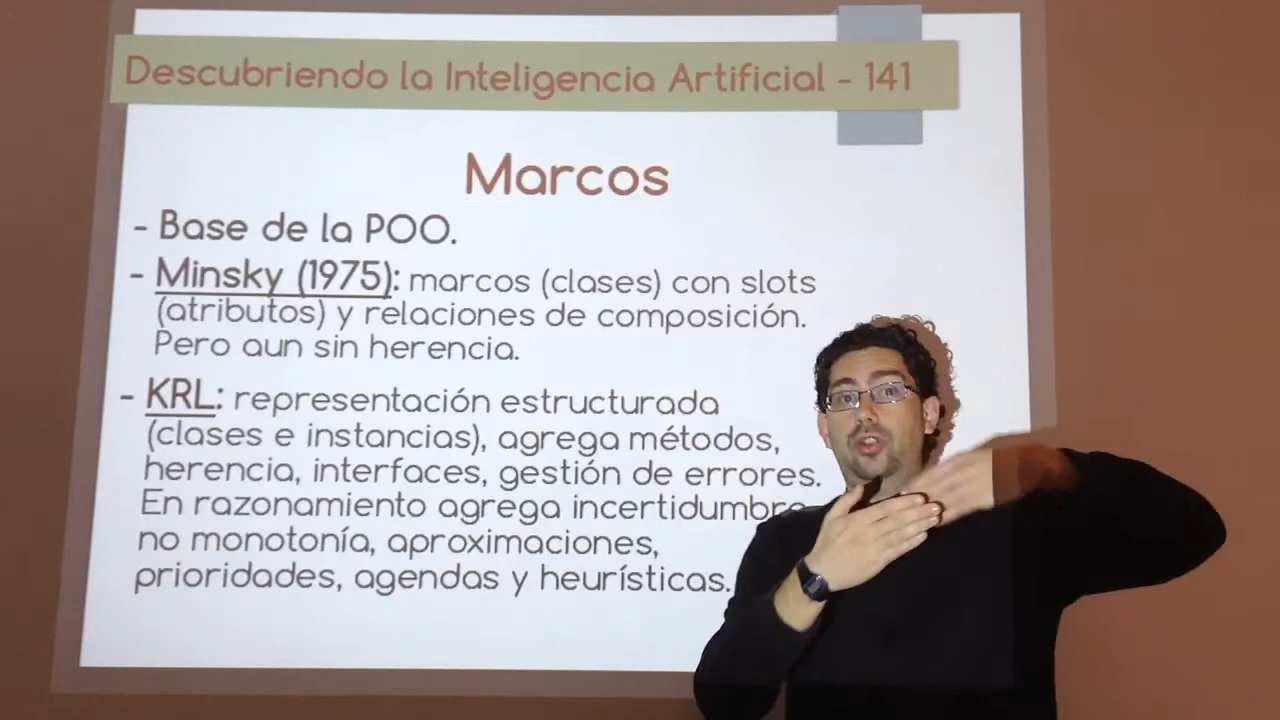 Descubriendo la Inteligencia Artificial - 141
Marcos
- Base de la POO.
- Minsky (1975): marcos (clases) con slots
(atributos) y relaciones de composición.
Pero aun sin herencia.
- KRL: representación estructurada
(clases e instancias), agrega métodos,
herencia, interfaces, gestión de errores.
En razonamiento agrega incertidumbre
no monotonía, aproximaciones,
prioridades, agendas y heurísticas.